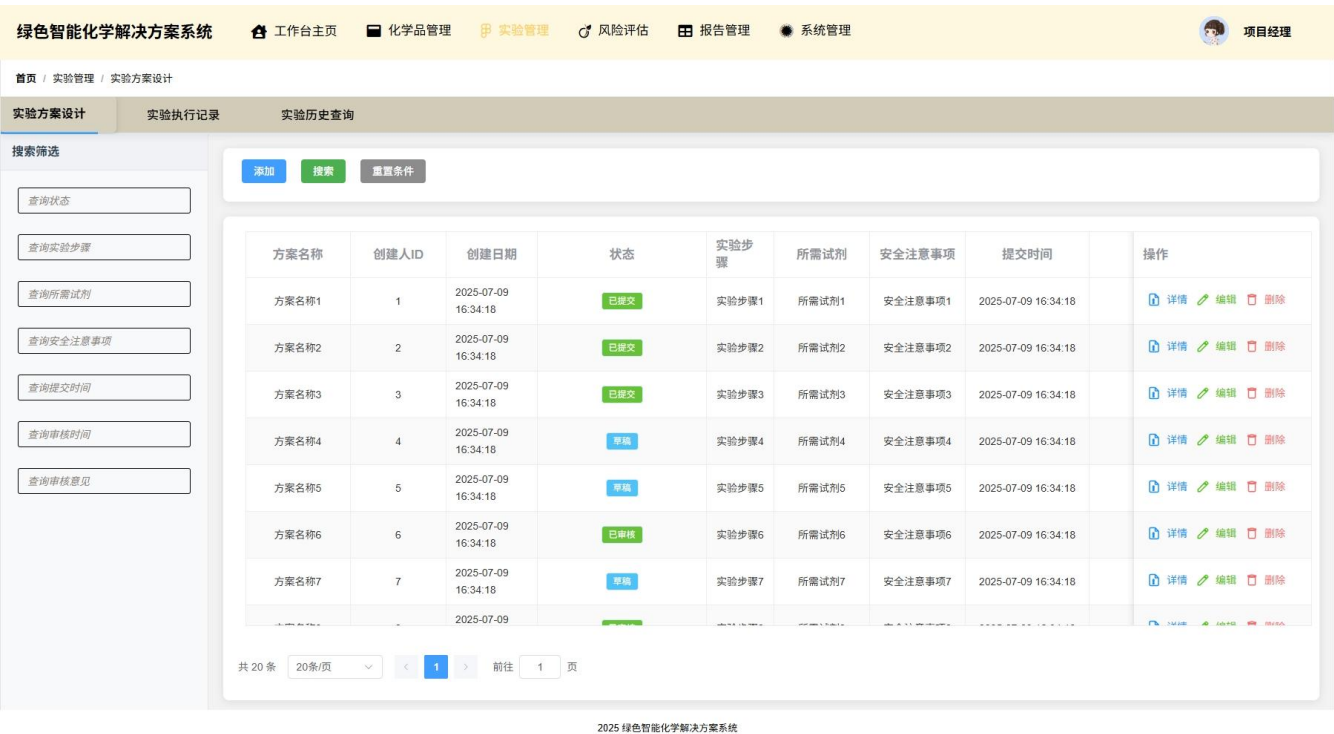 绿色智能化学解决方案系统 工作台主页 化学品管理 实验管理 风险评估 报告管理 系统管理 项目经理
首页 / 实验管理 / 实验方案设计
实验方案设计 实验执行记录 实验历史查询
搜索筛选
查询状态
查询实验步骤
查询所需试剂
查询安全注意事项
查询提交时间
查询审核时间
查询审核意见
添加 搜索 重置条件
方案名称 创建人ID 创建日期 状态 实验步骤 所需试剂 安全注意事项 提交时间 操作
方案名称1 1 2025-07-09 16:34:18 已提交 实验步骤1 所需试剂1 安全注意事项1 2025-07-09 16:34:18 详情 编辑 删除
方案名称2 2 2025-07-09 16:34:18 已提交 实验步骤2 所需试剂2 安全注意事项2 2025-07-09 16:34:18 详情 编辑 删除
方案名称3 3 2025-07-09 16:34:18 已提交 实验步骤3 所需试剂3 安全注意事项3 2025-07-09 16:34:18 详情 编辑 删除
方案名称4 4 2025-07-09 16:34:18 草稿 实验步骤4 所需试剂4 安全注意事项4 2025-07-09 16:34:18 详情 编辑 删除
方案名称5 5 2025-07-09 16:34:18 草稿 实验步骤5 所需试剂5 安全注意事项5 2025-07-09 16:34:18 详情 编辑 删除
方案名称6 6 2025-07-09 16:34:18 已审核 实验步骤6 所需试剂6 安全注意事项6 2025-07-09 16:34:18 详情 编辑 删除
方案名称7 7 2025-07-09 16:34:18 草稿 实验步骤7 所需试剂7 安全注意事项7 2025-07-09 16:34:18 详情 编辑 删除
2025-07-09
共 20 条 20条/页 < 1 > 前往 1 页
2025 绿色智能化学解决方案系统